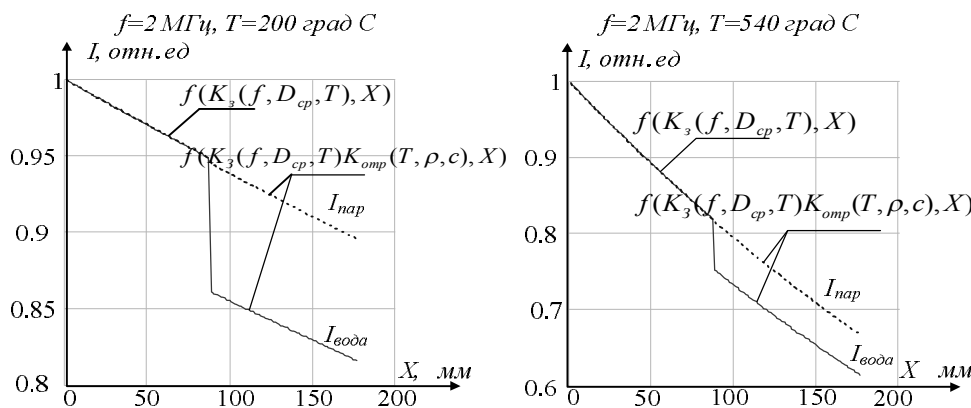 f=2 МГц, T=200 град C
I, отн.ед
1
0.95
0.9
0.85
0.8
f(K_з(f,D_ср,T),X)
f(K_з(f,D_ср,T)K_отр(T,ρ,c),X)
I_пар
I_вода
X, мм
0 50 100 150 200
f=2 МГц, T=540 град C
I, отн.ед
1
0.9
0.8
0.7
0.6
f(K_з(f,D_ср,T),X)
f(K_з(f,D_ср,T)K_отр(T,ρ,c),X)
I_пар
I_вода
X мм
0 50 100 150 200